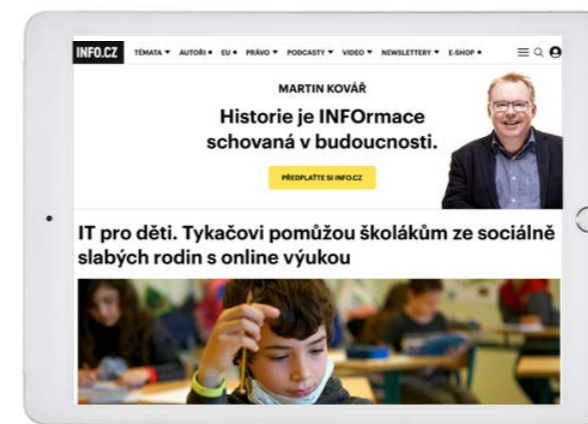 INFO.CZ TÉMATA AUTOŘI EU PRÁVO PODCASTY VIDEO NEWSLETTERY E-SHOP
MARTIN KOVÁŘ
Historie je INFOrmace
schovaná v budoucnosti.
PŘEDPLAŤTE SI INFO.CZ
IT pro děti. Tykačovi pomůžou školákům ze sociálně
slabých rodin s online výukou